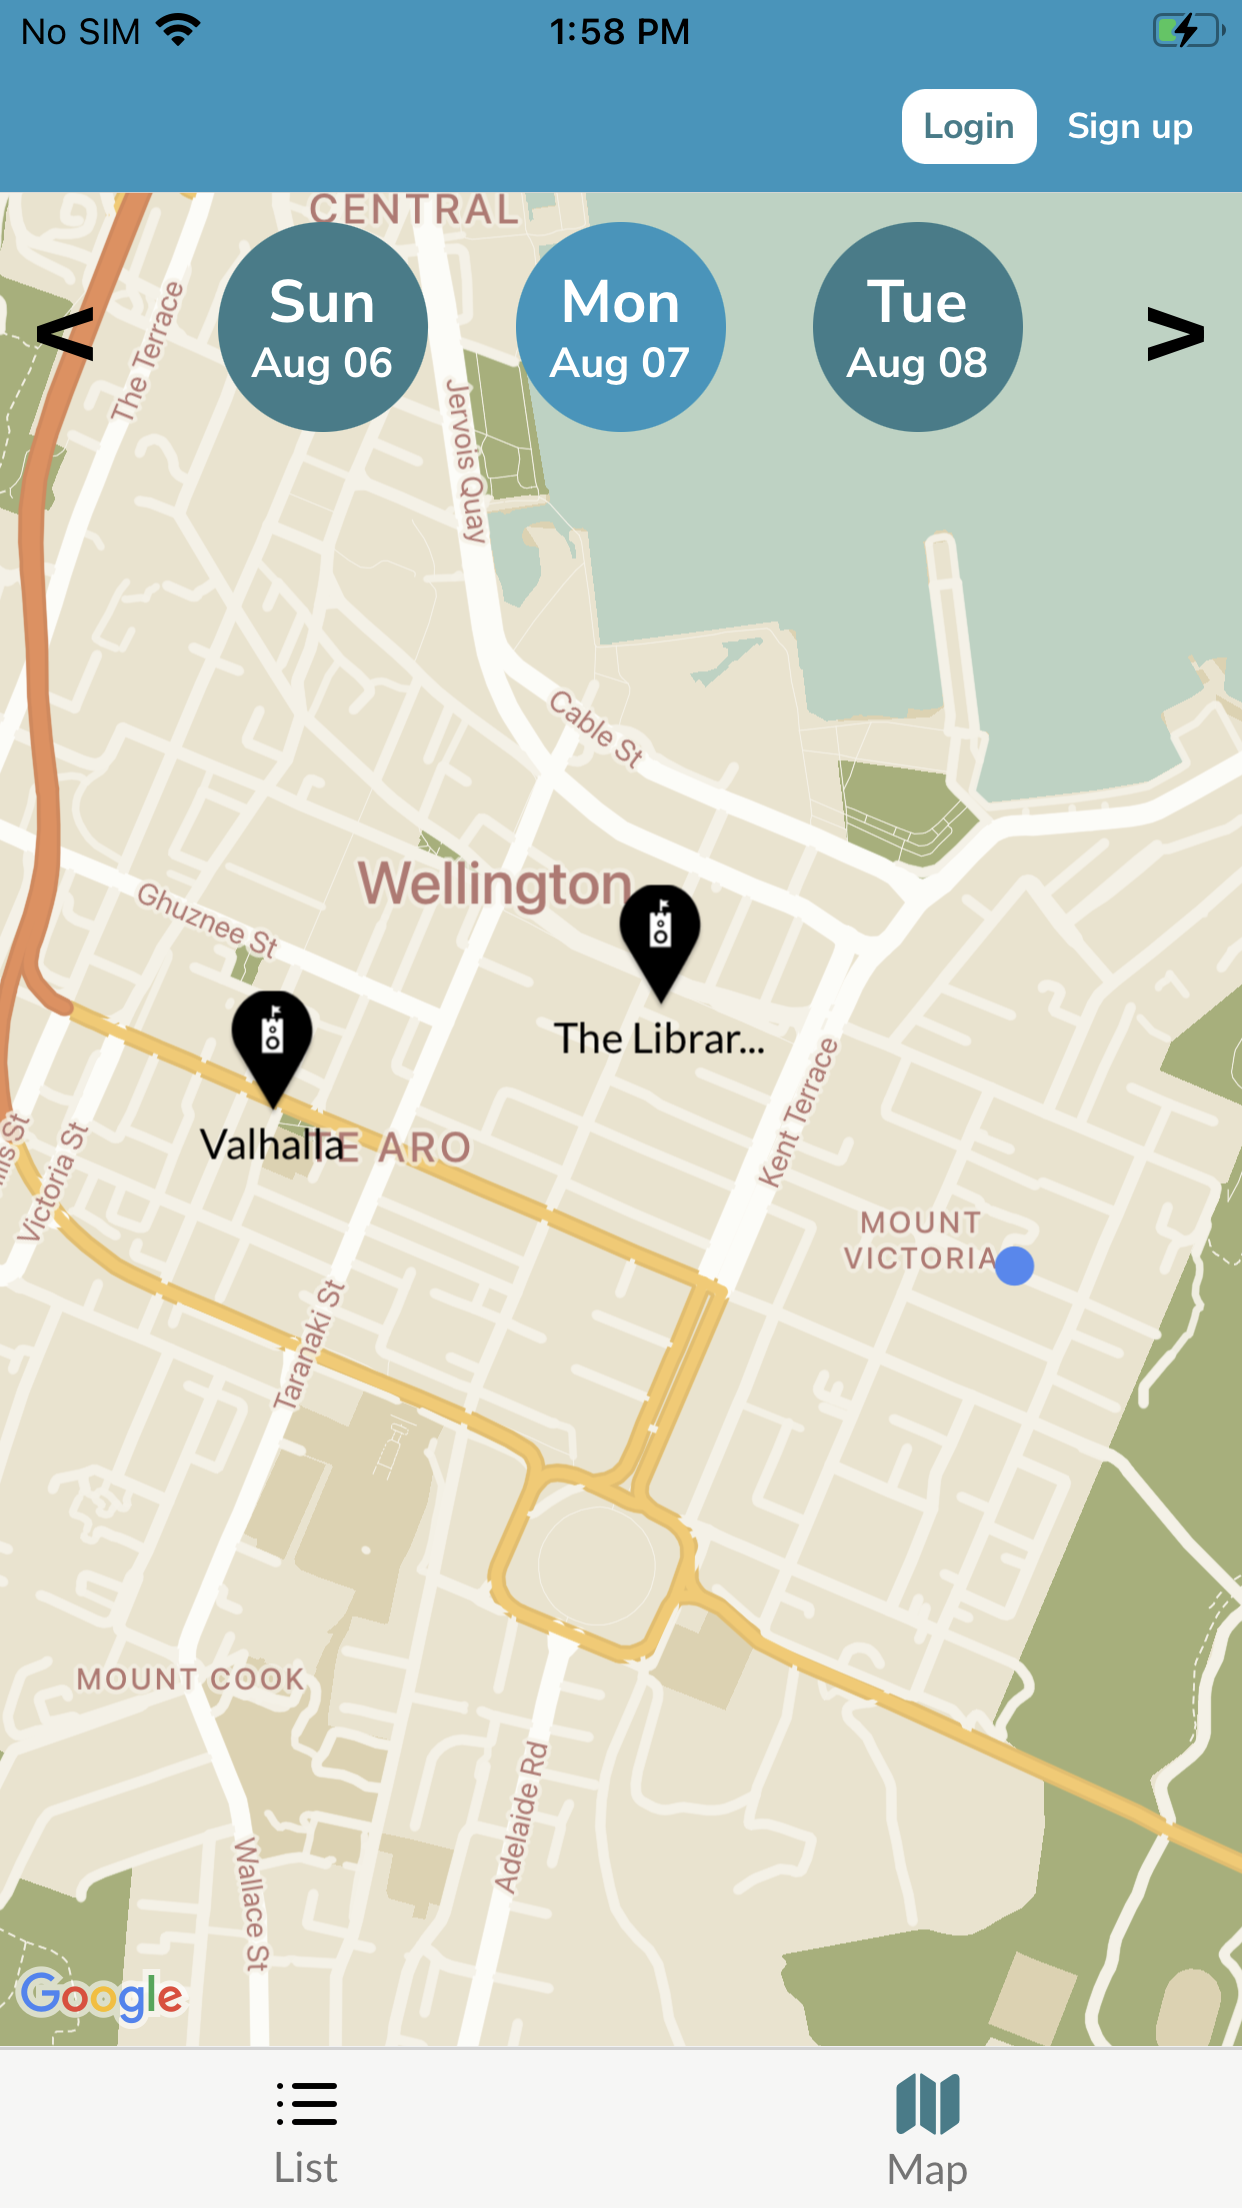 No SIM
1:58 PM
Login
Sign up
CENTRAL
<
Sun
Aug 06
Mon
Aug 07
Tue
Aug 08
>
The Terrace
Jervois Quay
Cable St
Wellington
Ghuznee St
The Librar...
Valhalla
TE ARO
Kent Terrace
Victoria St
MOUNT
VICTORIA
Taranaki St
MOUNT COOK
Adelaide Rd
Wallace St
Google
List
Map